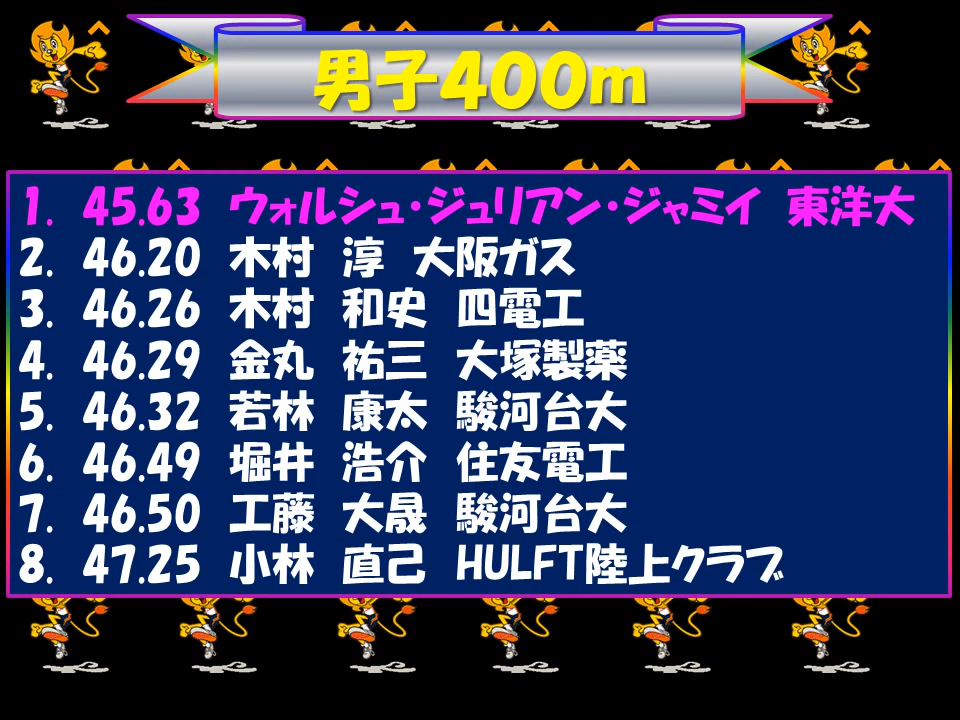 男子400m
1. 45.63 ウォルシュ・ジュリアン・ジャミイ 東洋大
2. 46.20 木村 淳 大阪ガス
3. 46.26 木村 和史 四電工
4. 46.29 金丸 祐三 大塚製薬
5. 46.32 若林 康太 駿河台大
6. 46.49 堀井 浩介 住友電工
7. 46.50 工藤 大晟 駿河台大
8. 47.25 小林 直己 HULFT陸上クラブ